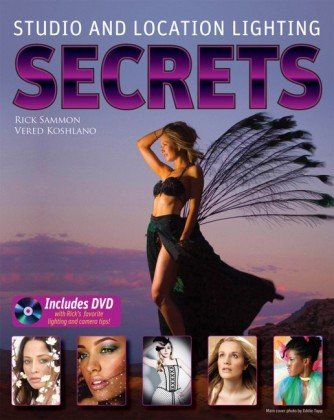 STUDIO AND LOCATION LIGHTING
SECRETS
RICK SAMMON
VERED KOSHLANO
Includes DVD
with Rick's favorite
lighting and camera tips!
Main cover photo by Eddie Tapp